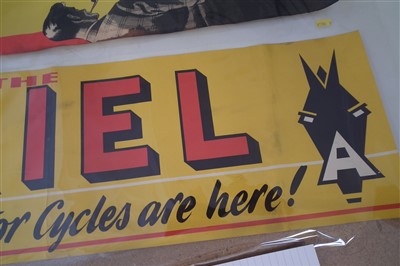 THE
IEL
A
or Cycles are here!